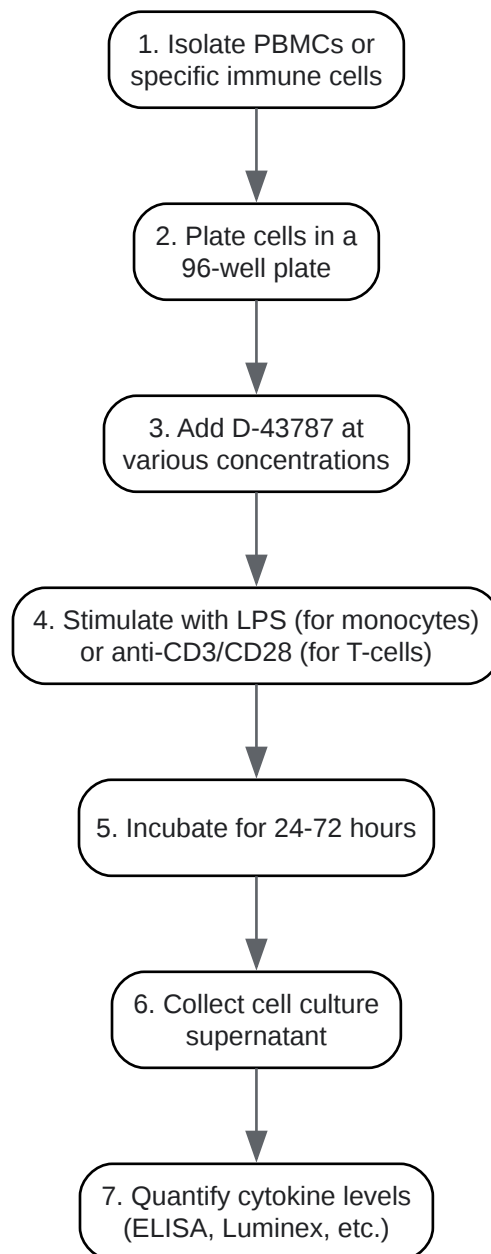 1. Isolate PBMCs or
specific immune cells
2. Plate cells in a
96-well plate
3. Add D-43787 at
various concentrations
4. Stimulate with LPS (for monocytes)
or anti-CD3/CD28 (for T-cells)
5. Incubate for 24-72 hours
6. Collect cell culture
supernatant
7. Quantify cytokine levels
(ELISA, Luminex, etc.)